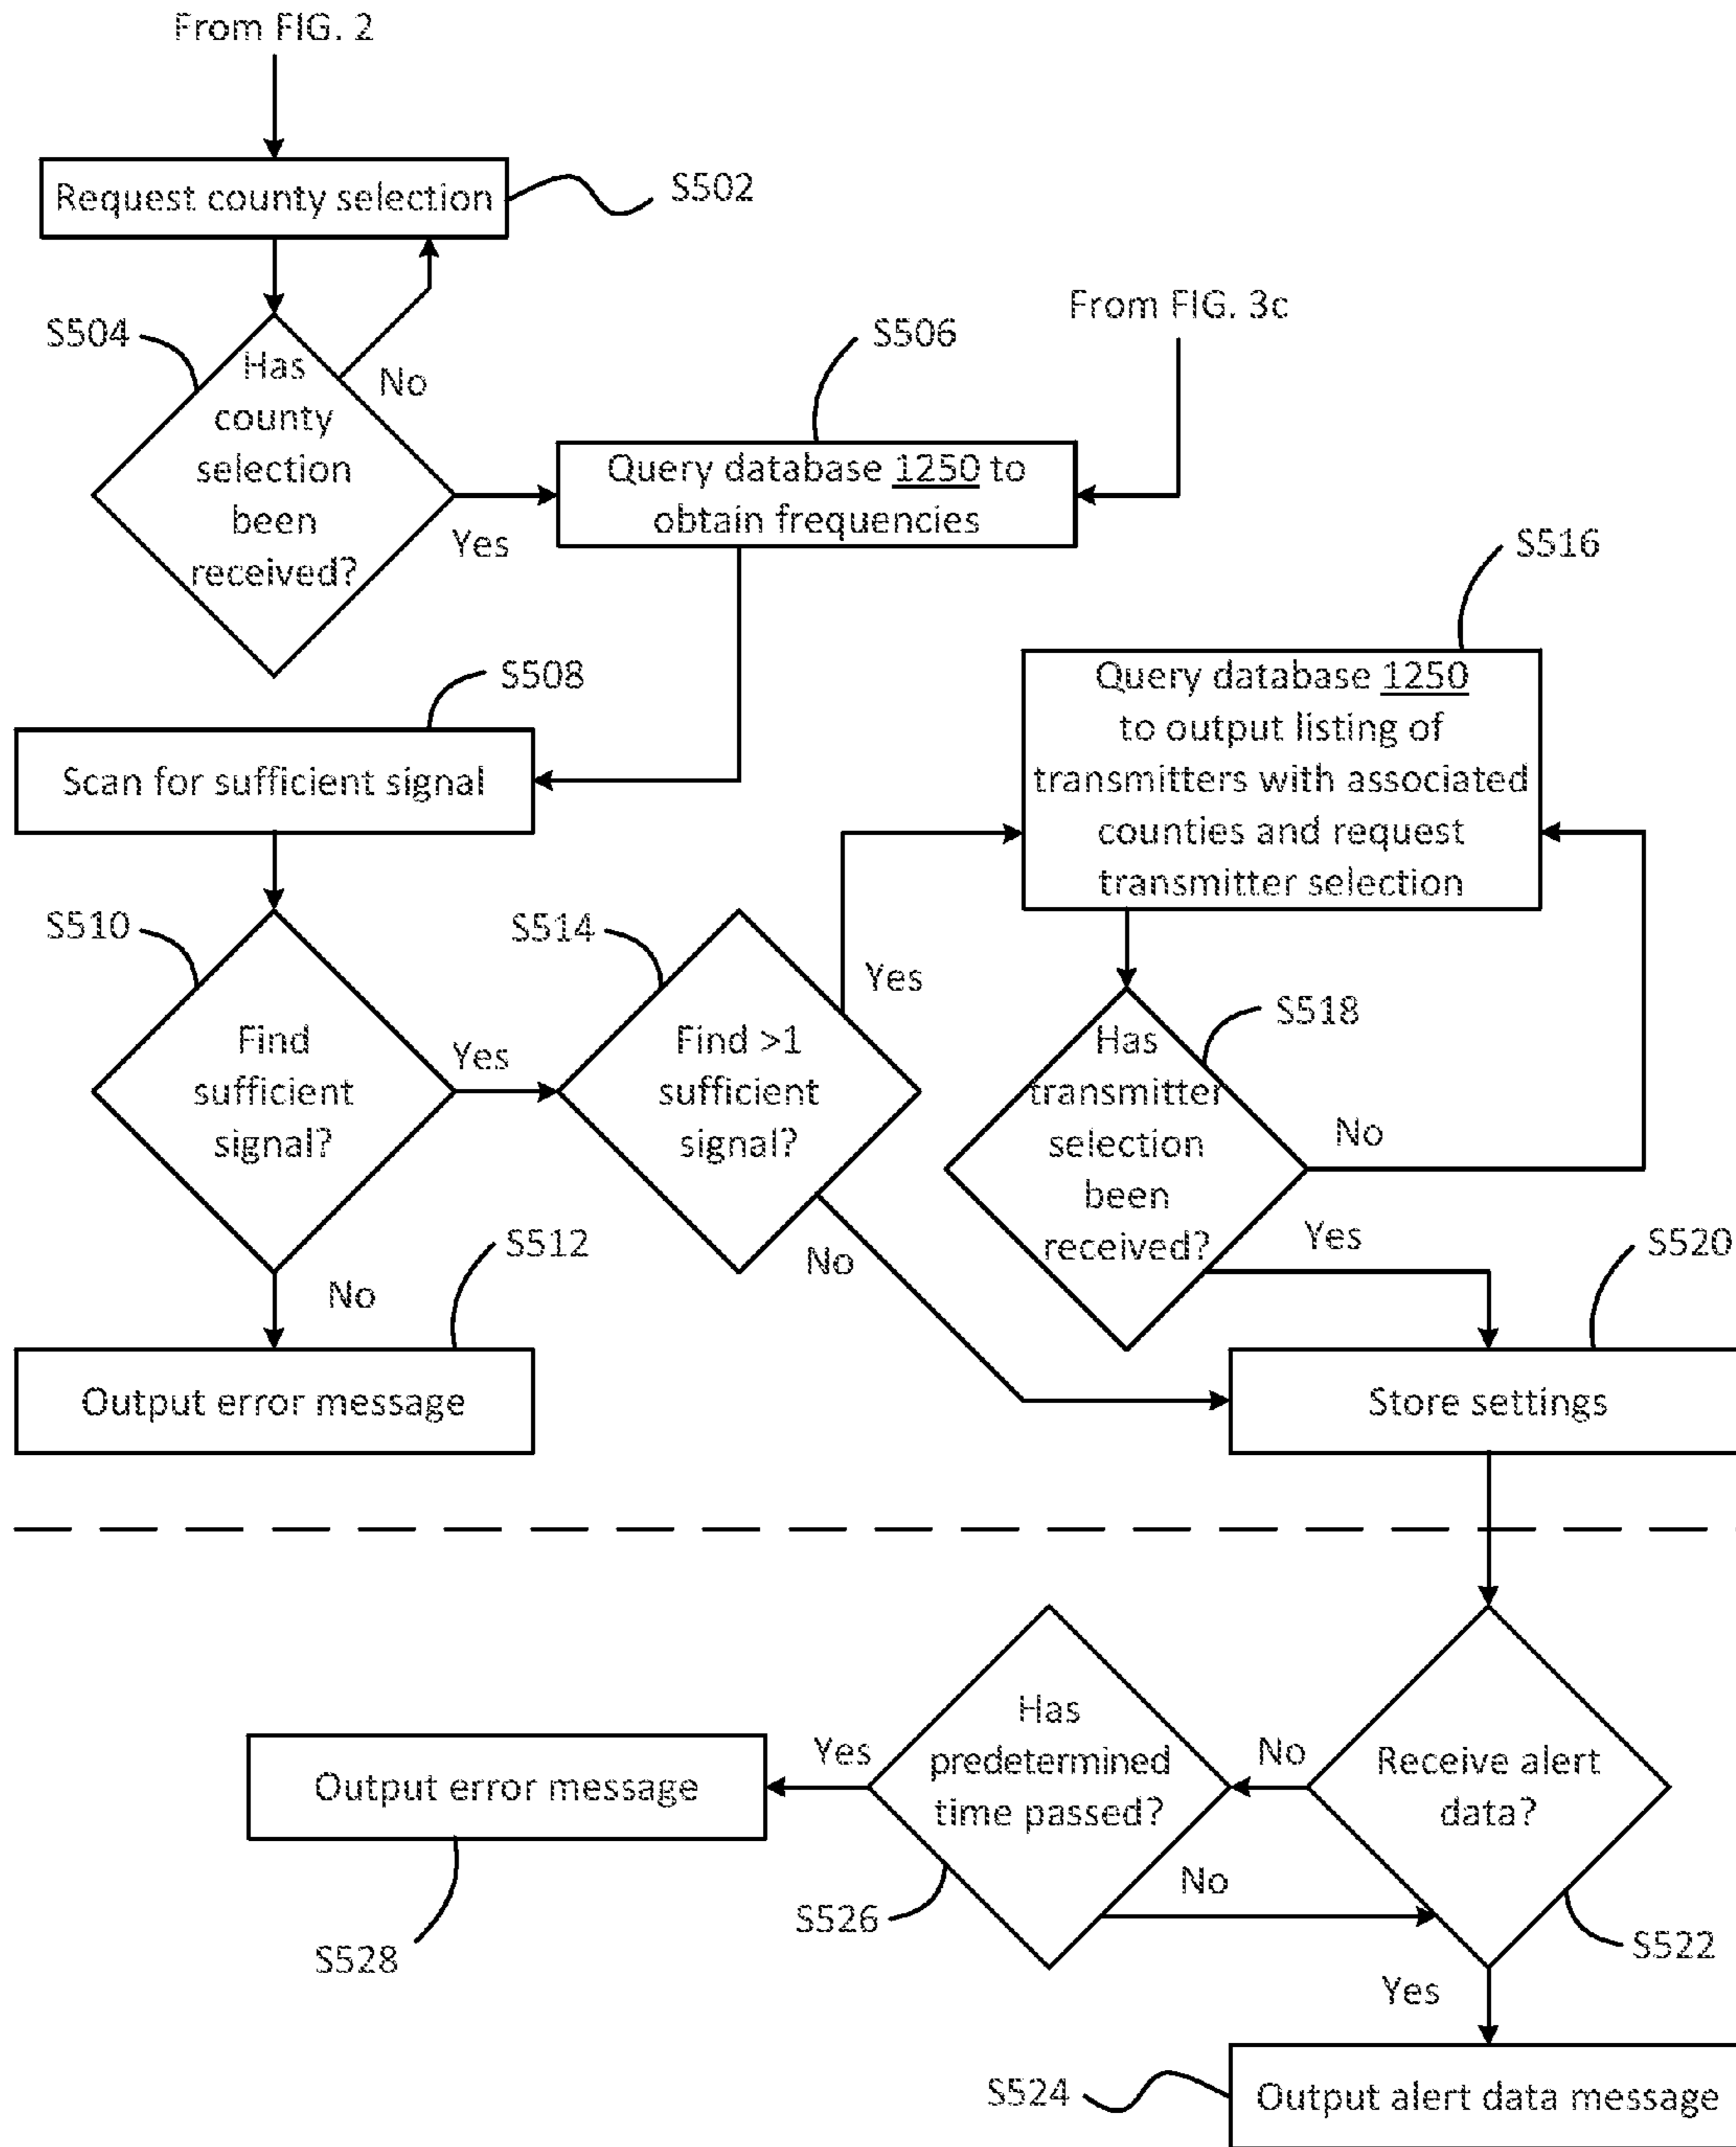 From FIG. 2
Request county selection
S502
S504
Has
county
selection
been
received?
No
Yes
From FIG. 3c
S506
Query database 1250 to
obtain frequencies
S516
Query database 1250
to output listing of
transmitters with associated
counties and request
transmitter selection
S508
Scan for sufficient signal
S510
Find
sufficient
signal?
Yes
No
S514
Find >1
sufficient
signal?
Yes
No
S518
Has
transmitter
selection
been
received?
No
Yes
S512
Output error message
S520
Store settings
Receive alert
data?
No
Yes
S522
Has
predetermined
time passed?
Yes
No
S526
Output error message
S528
S524
Output alert data message